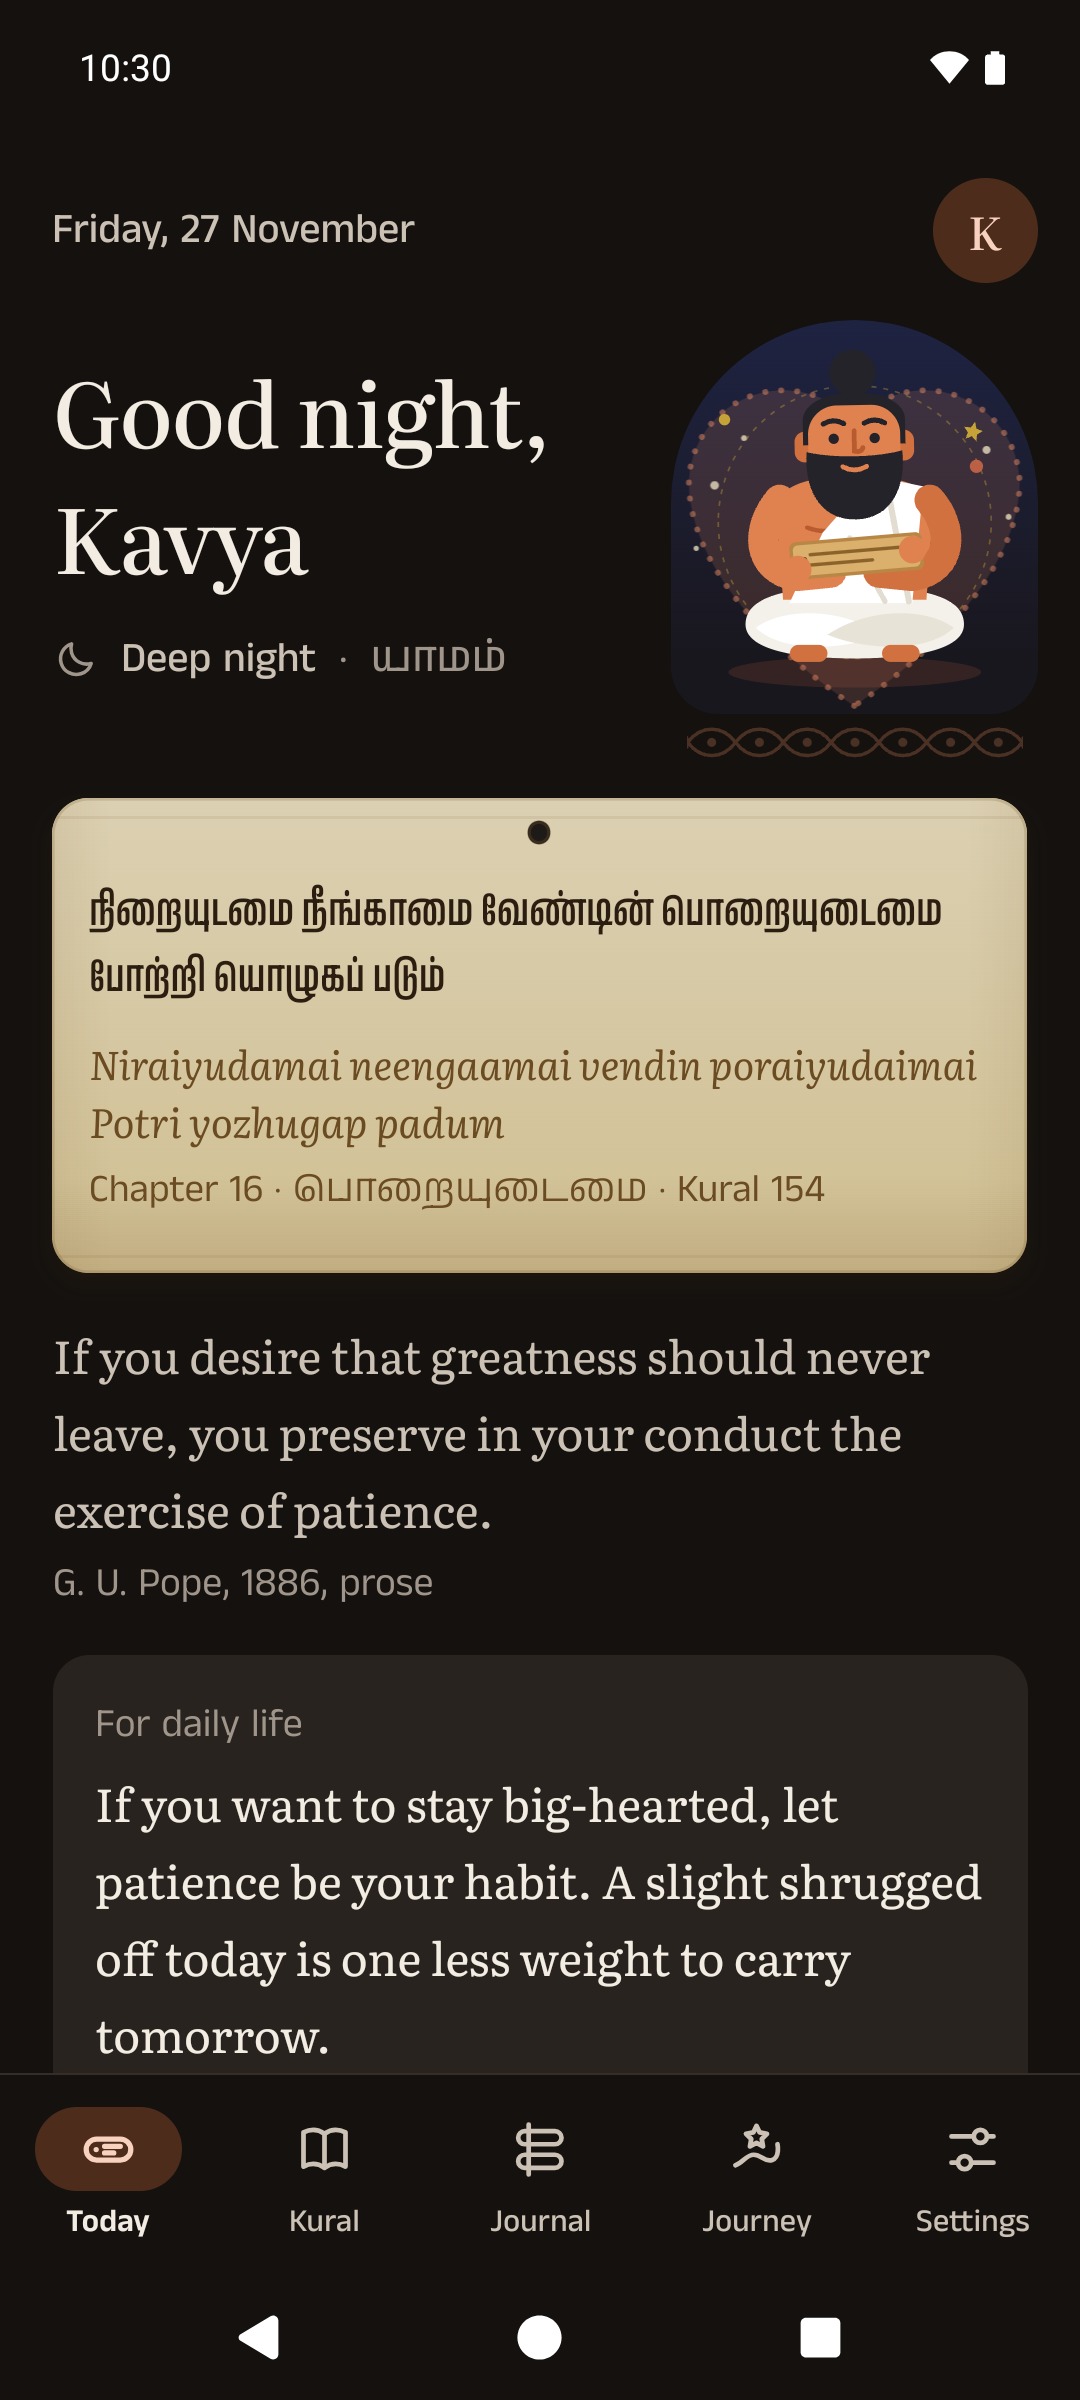 10:30
Friday, 27 November
K
Good night,
Kavya
Deep night · யாமம்
நிறையுடமை நீங்காமை வேண்டின் பொறையுடைமை
போற்றி யொழுகப் படும்
Niraiyudamai neengaamai vendin poraiyudaimai
Potri yozhugap padum
Chapter 16 · பொறையுடைமை · Kural 154
If you desire that greatness should never
leave, you preserve in your conduct the
exercise of patience.
G. U. Pope, 1886, prose
For daily life
If you want to stay big-hearted, let
patience be your habit. A slight shrugged
off today is one less weight to carry
tomorrow.
Today
Kural
Journal
Journey
Settings